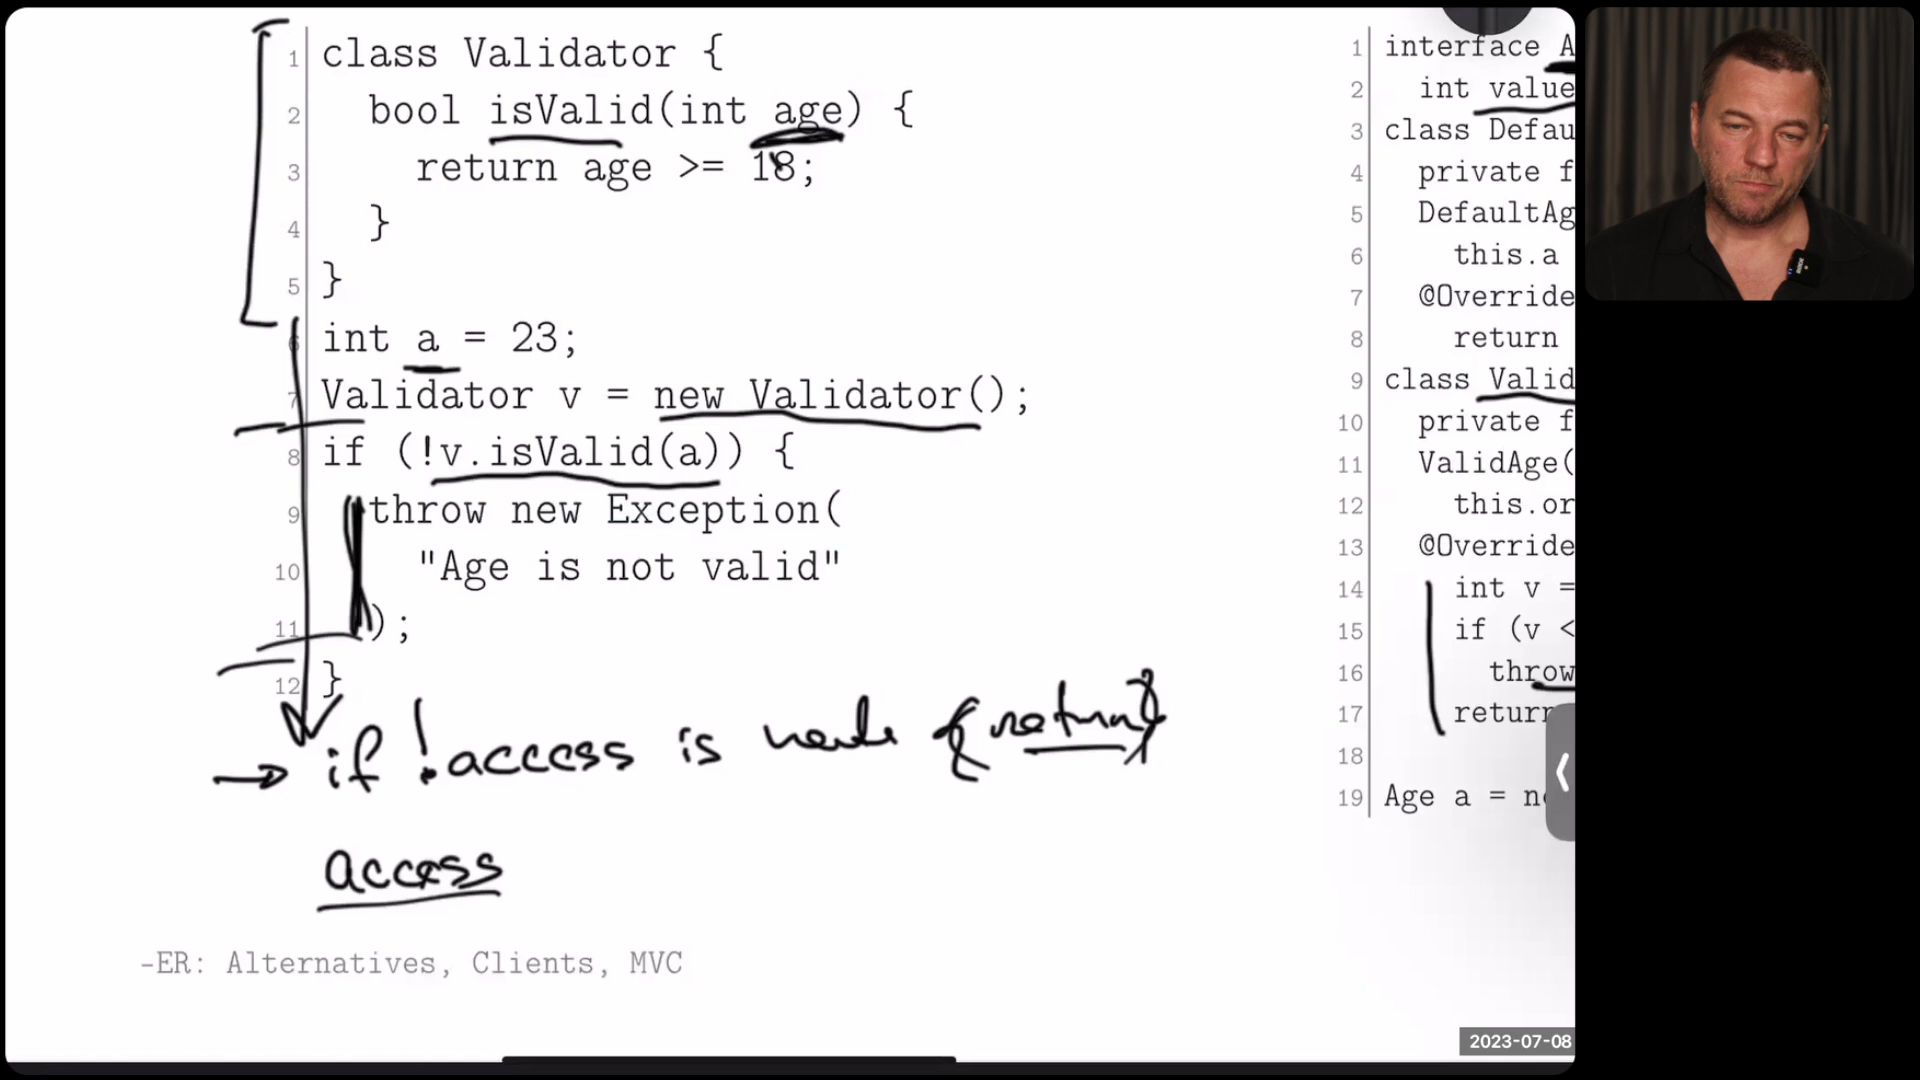 1 class Validator {
2 bool isValid(int age) {
3 return age >= 18;
4 }
5 }
6 int a = 23;
7 Validator v = new Validator();
8 if (!v.isValid(a)) {
9 throw new Exception(
10 "Age is not valid"
11 );
12 }
if !access is {return}
access
-ER: Alternatives, Clients, MVC
1 interface A
2 int value
3 class Defau
4 private f
5 DefaultAg
6 this.a
7 @Override
8 return
9 class Valid
10 private f
11 ValidAge(
12 this.or
13 @Override
14 int v =
15 if (v <
16 throw
17 return
18
19 Age a = n
2023-07-08